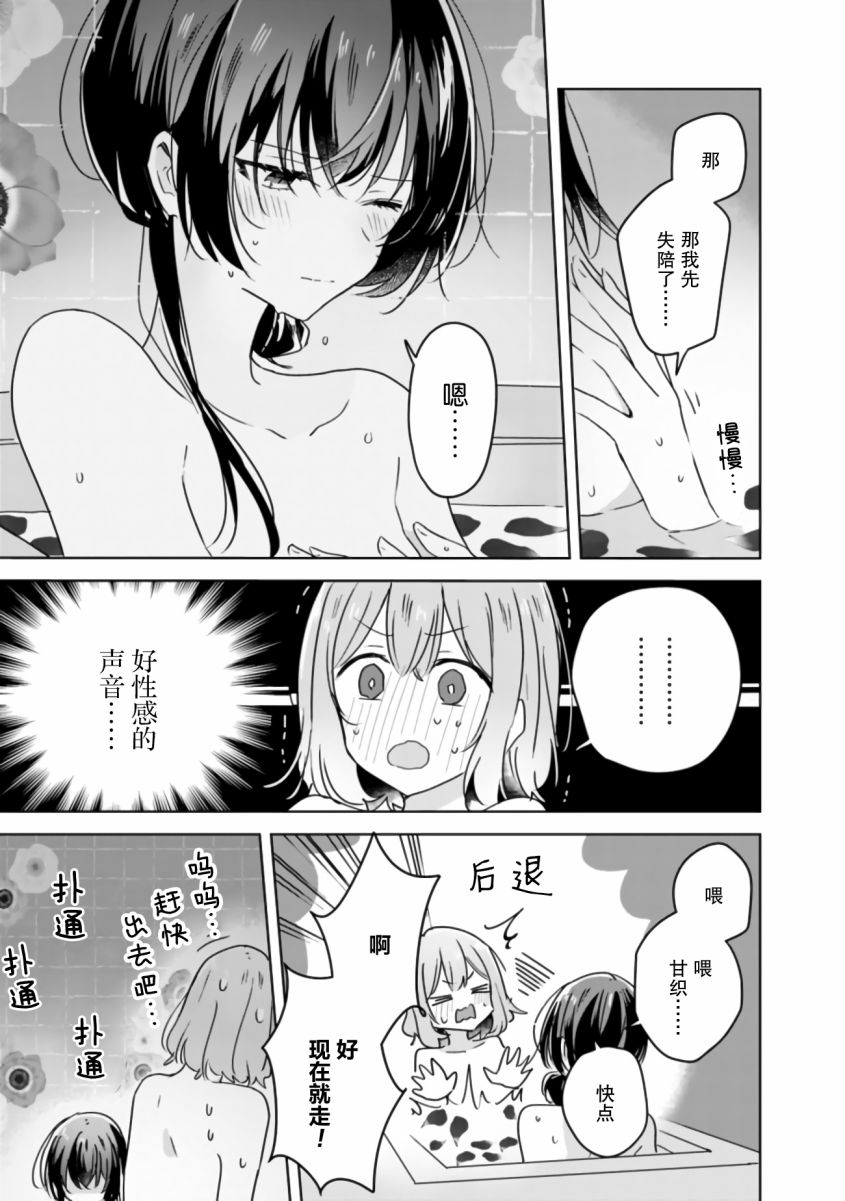 那
那我先
失陪了……
慢慢…
嗯……
…………
好性感的
声音……
喂
喂
甘织……
快点
后退
啊
好
现在就走!
呜呜…
赶快
出去吧…
扑通
扑通
扑通